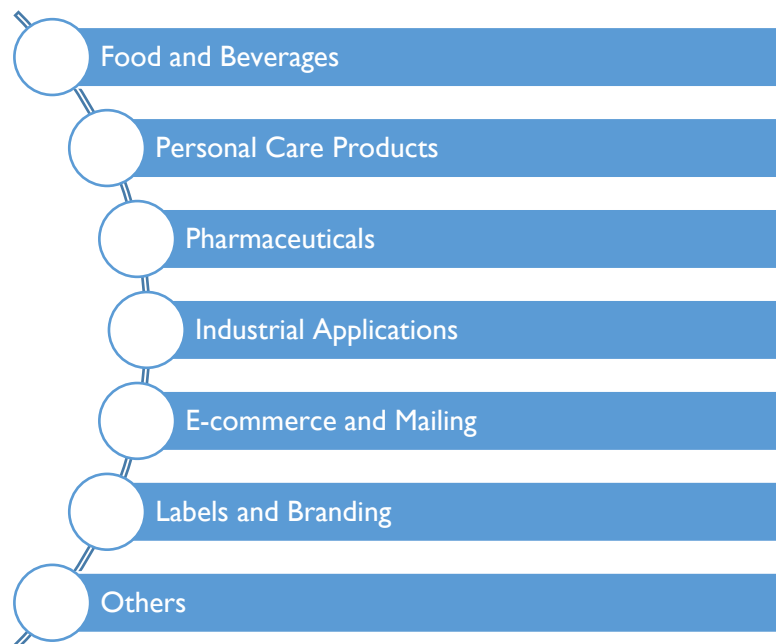 Food and Beverages
Personal Care Products
Pharmaceuticals
Industrial Applications
E-commerce and Mailing
Labels and Branding
Others